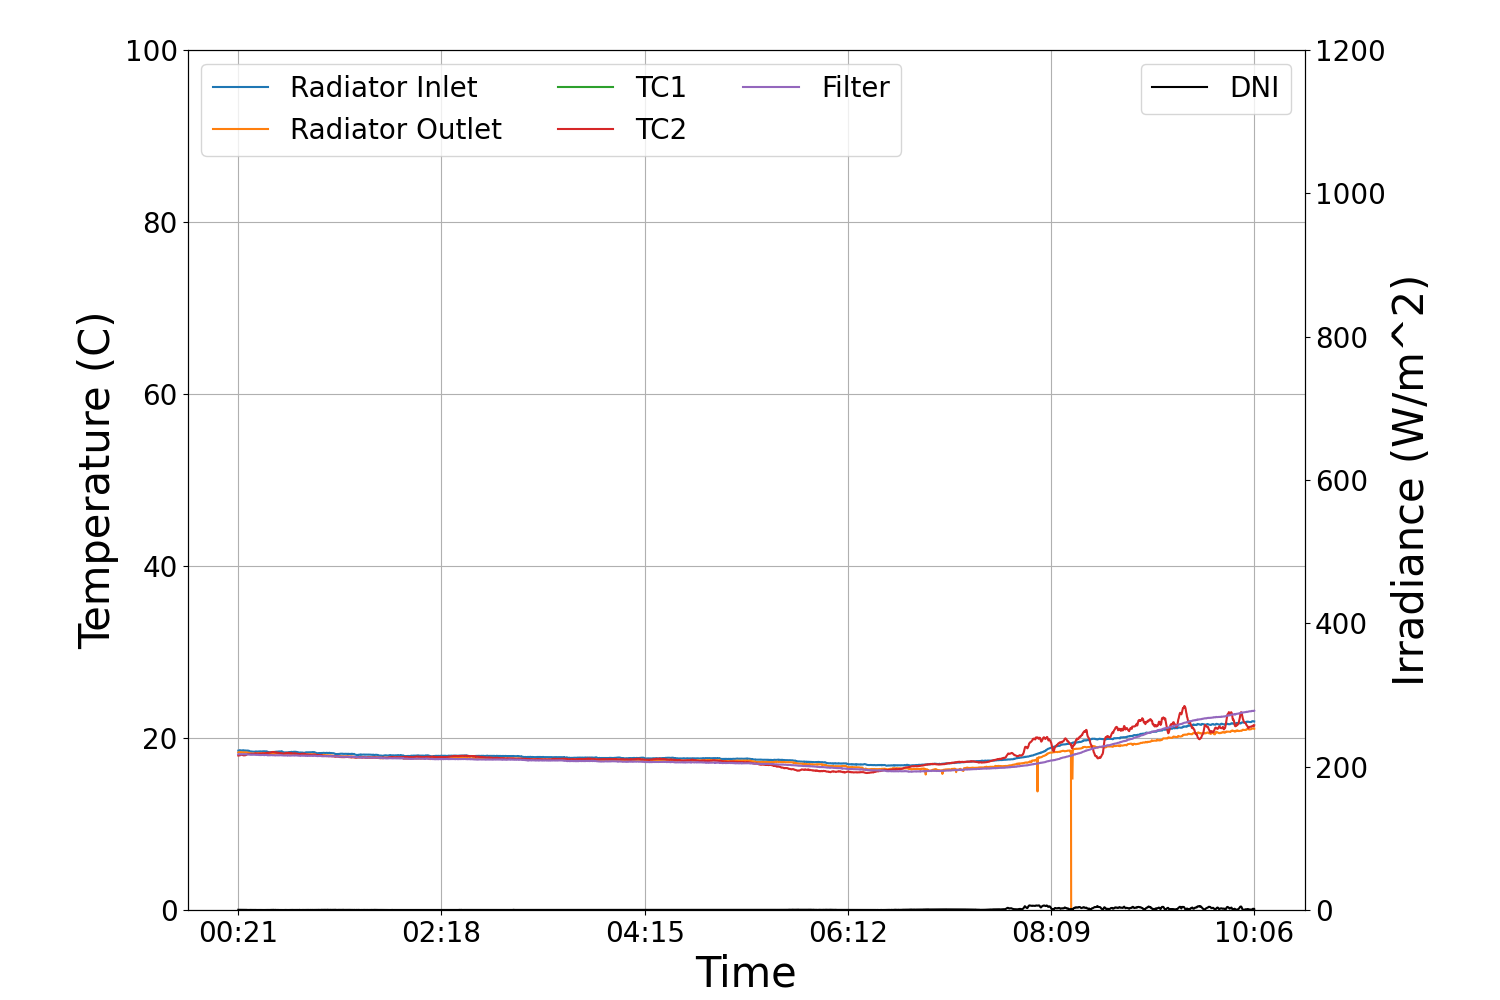 Radiator Inlet
Radiator Outlet
TC1
TC2
Filter
DNI
Temperature (C)
100
80
60
40
20
0
Irradiance (W/m^2)
1200
1000
800
600
400
200
0
00:21 02:18 04:15 06:12 08:09 10:06
Time